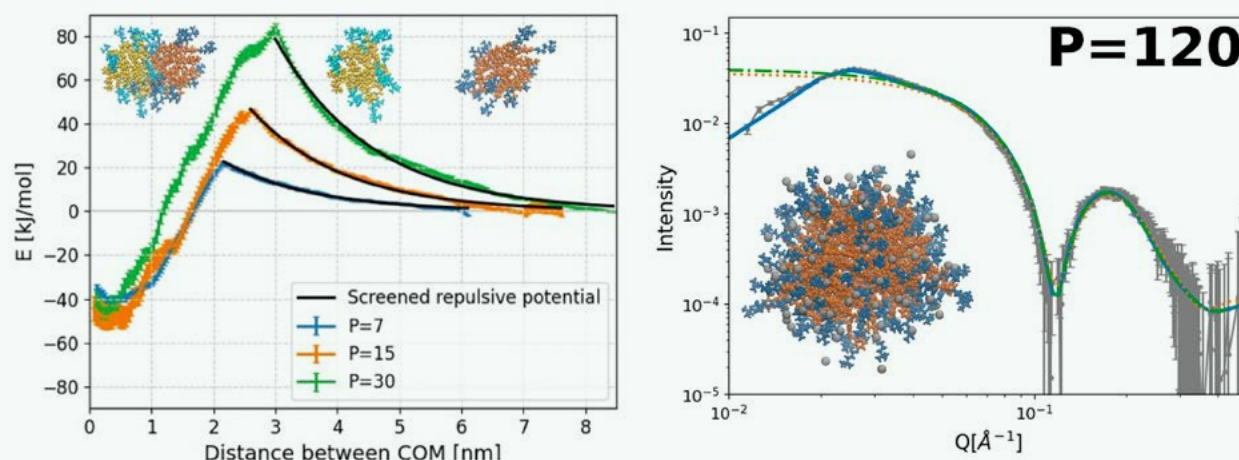 80
60
40
20
0
−20
−40
−60
−80
E [kJ/mol]
Screened repulsive potential
P=7
P=15
P=30
0 1 2 3 4 5 6 7 8
Distance between COM [nm]
P=120
10⁻¹
10⁻²
10⁻³
10⁻⁴
10⁻⁵
Intensity
10⁻² 10⁻¹
Q[Å⁻¹]